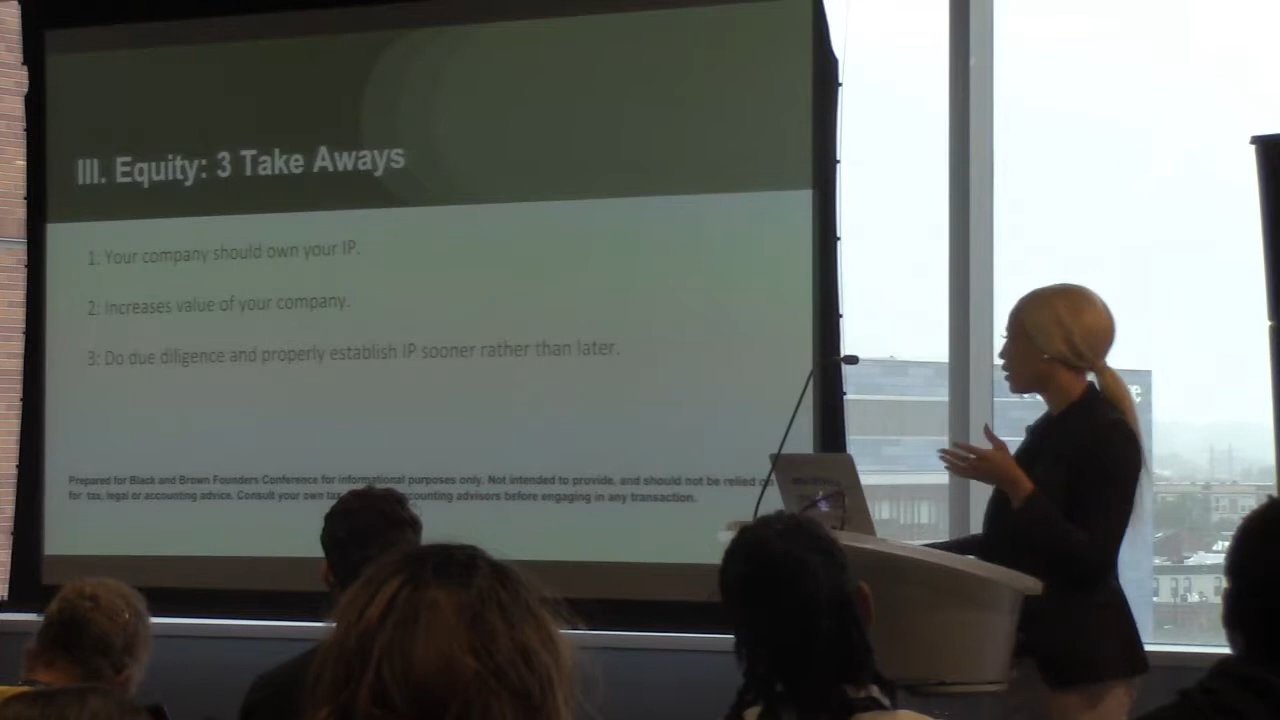 III. Equity: 3 Take Aways
1. Your company should own your IP.
2. Increases value of your company.
3. Do due diligence and properly establish IP sooner rather than later.
Prepared for Black and Brown Founders Conference for informational purposes only. Not intended to provide, and should not be relied
for tax, legal or accounting advice. Consult your own tax counting advisors before engaging in any transaction.